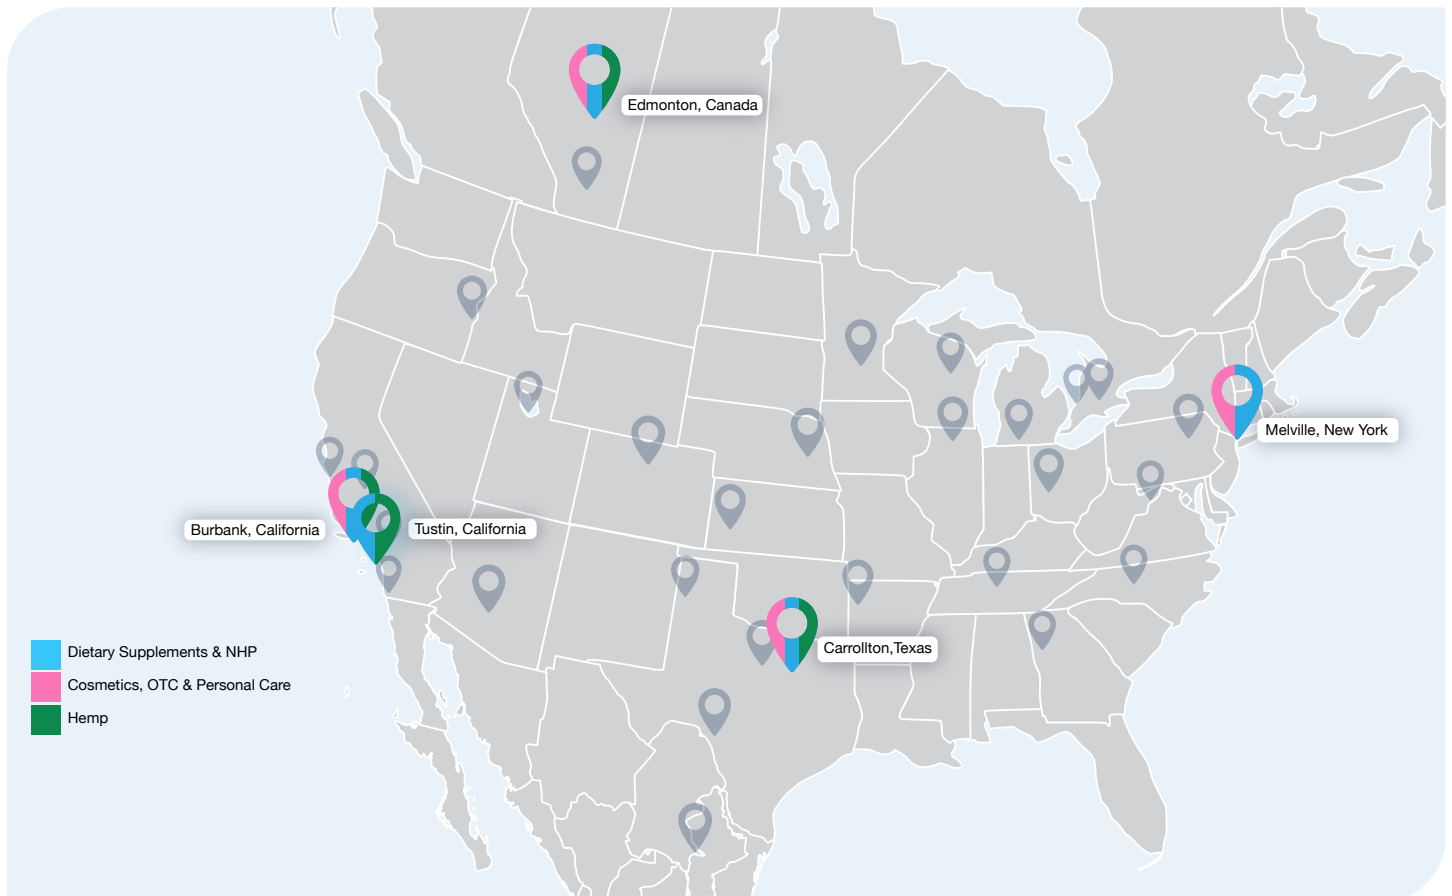 Edmonton, Canada
Melville, New York
Burbank, California
Tustin, California
Carrollton,Texas
Dietary Supplements & NHP
Cosmetics, OTC & Personal Care
Hemp